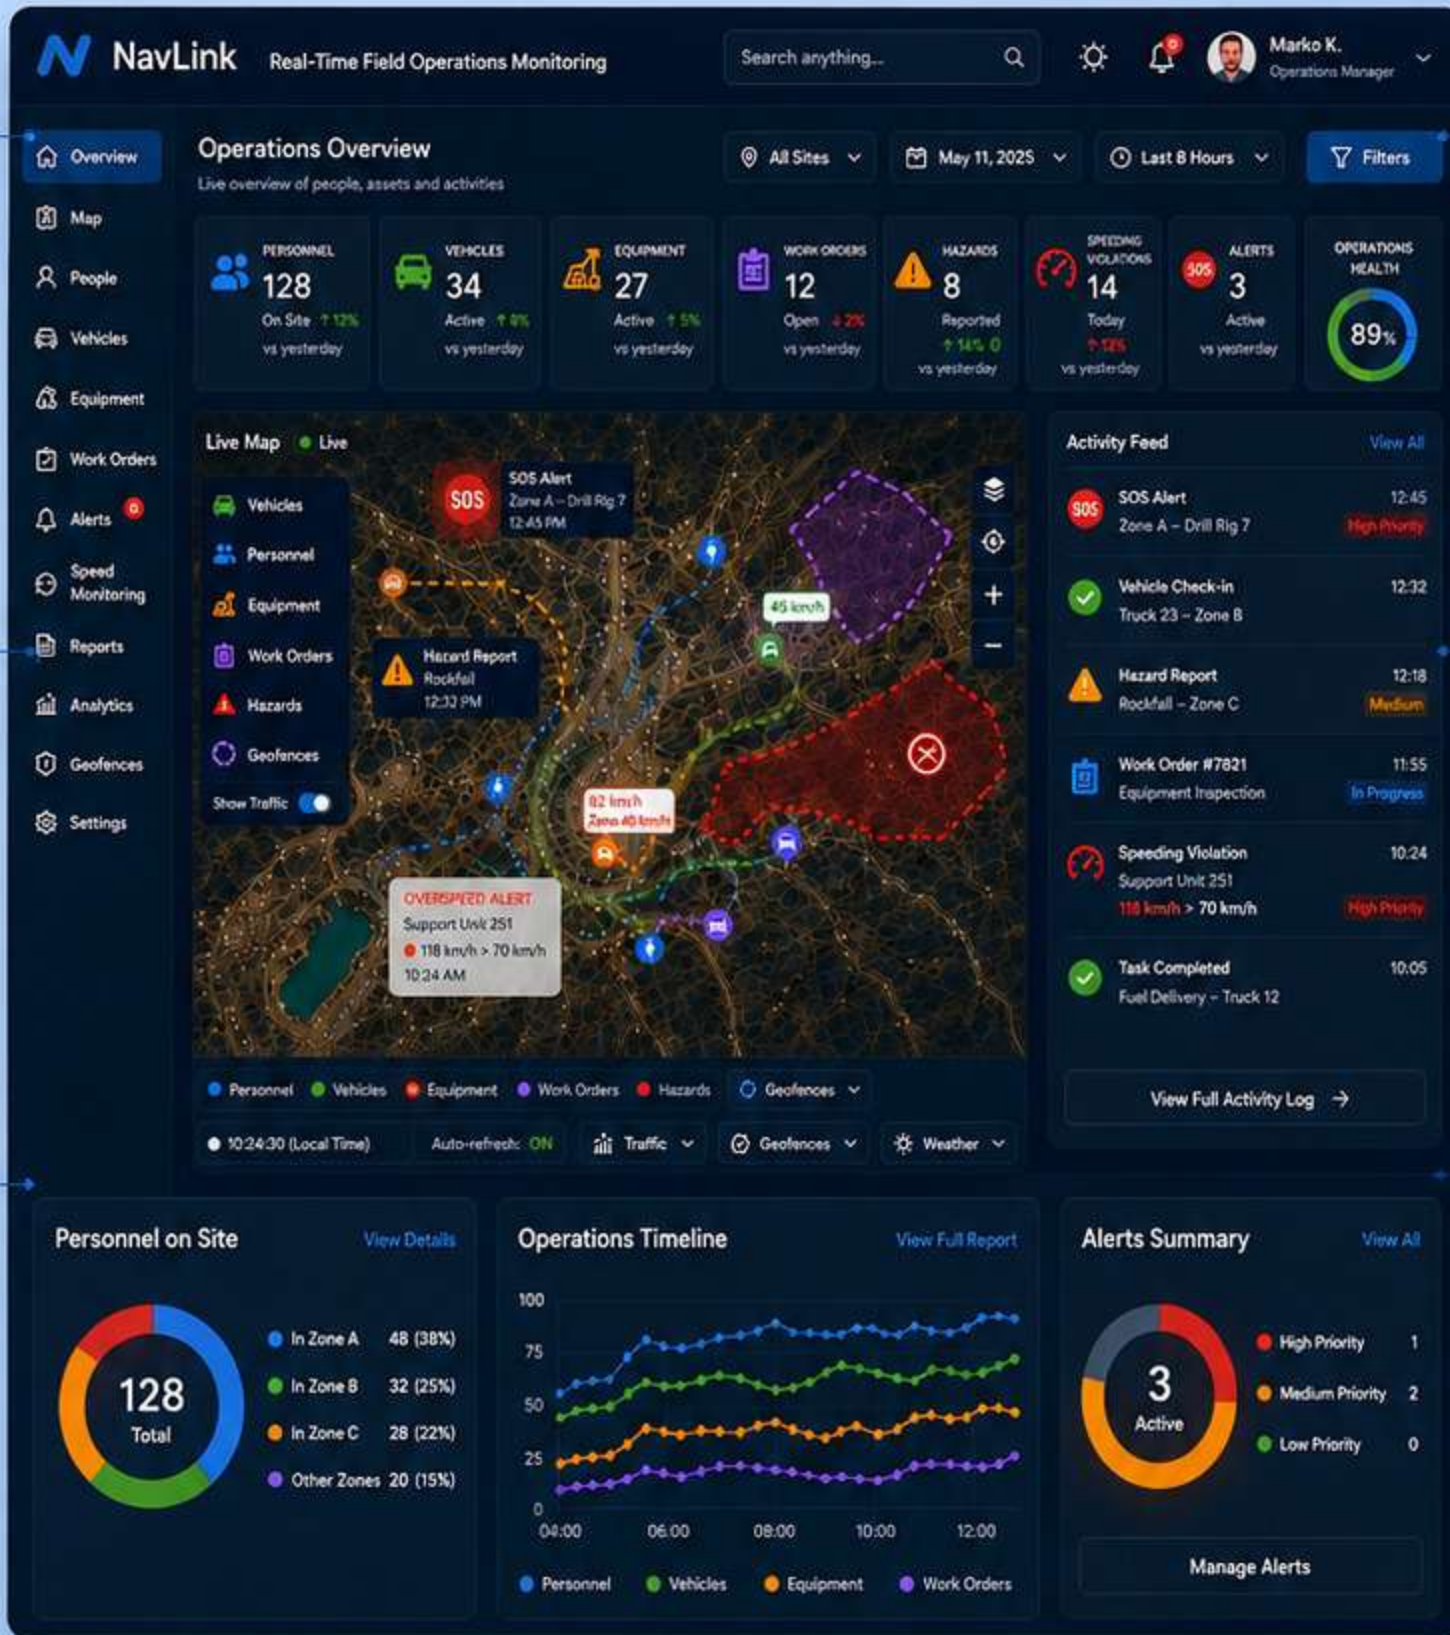 NavLink
Real-Time Field Operations Monitoring
Search anything...
Marko K.
Operations Manager
Overview
Map
People
Vehicles
Equipment
Work Orders
Alerts
Speed
Monitoring
Reports
Analytics
Geofences
Settings
Operations Overview
Live overview of people, assets and activities
All Sites
May 11, 2025
Last 8 Hours
Filters
PERSONNEL
128
On Site ↑ 12%
vs yesterday
VEHICLES
34
Active ↑
vs yesterday
EQUIPMENT
27
Active ↑ 5%
vs yesterday
WORK ORDERS
12
Open ↓ 2%
vs yesterday
HAZARDS
8
Reported
↑ 14% 0
vs yesterday
SPEEDING
VIOLATIONS
14
Today
vs yesterday
SOS
ALERTS
3
Active
vs yesterday
OPERATIONS
HEALTH
89%
Live Map
Live
Vehicles
Personnel
Equipment
Work Orders
Hazards
Geofences
Show Traffic
SOS
SOS Alert
Zone A – Drill Rig 7
12:45 PM
Hazard Report
Rockfall
PM
km/h
82 km/h
Zone 40 km/h
OVERSPEED ALERT
Support Unit 251
118 km/h > 70 km/h
10:24 AM
Personnel
Vehicles
Equipment
Work Orders
Hazards
Geofences
10:24:30 (Local Time)
Auto-refresh: ON
Traffic
Geofences
Weather
Activity Feed
View All
SOS
SOS Alert
12:45
Zone A – Drill Rig 7
High Priority
Vehicle Check-in
12:32
Truck 23 – Zone B
Hazard Report
12:18
Rockfall – Zone C
Medium
Work Order #7821
11:55
Equipment Inspection
In Progress
Speeding Violation
10:24
Support Unit 251
118 km/h > 70 km/h
High Priority
Task Completed
10:05
Fuel Delivery – Truck 12
View Full Activity Log →
Personnel on Site
View Details
128
Total
In Zone A 48 (38%)
In Zone B 32 (25%)
In Zone C 28 (22%)
Other Zones 20 (15%)
Operations Timeline
View Full Report
100
75
50
25
0
04:00 06:00 08:00 10:00 12:00
Personnel
Vehicles
Equipment
Work Orders
Alerts Summary
View All
3
Active
High Priority 1
Medium Priority 2
Low Priority 0
Manage Alerts